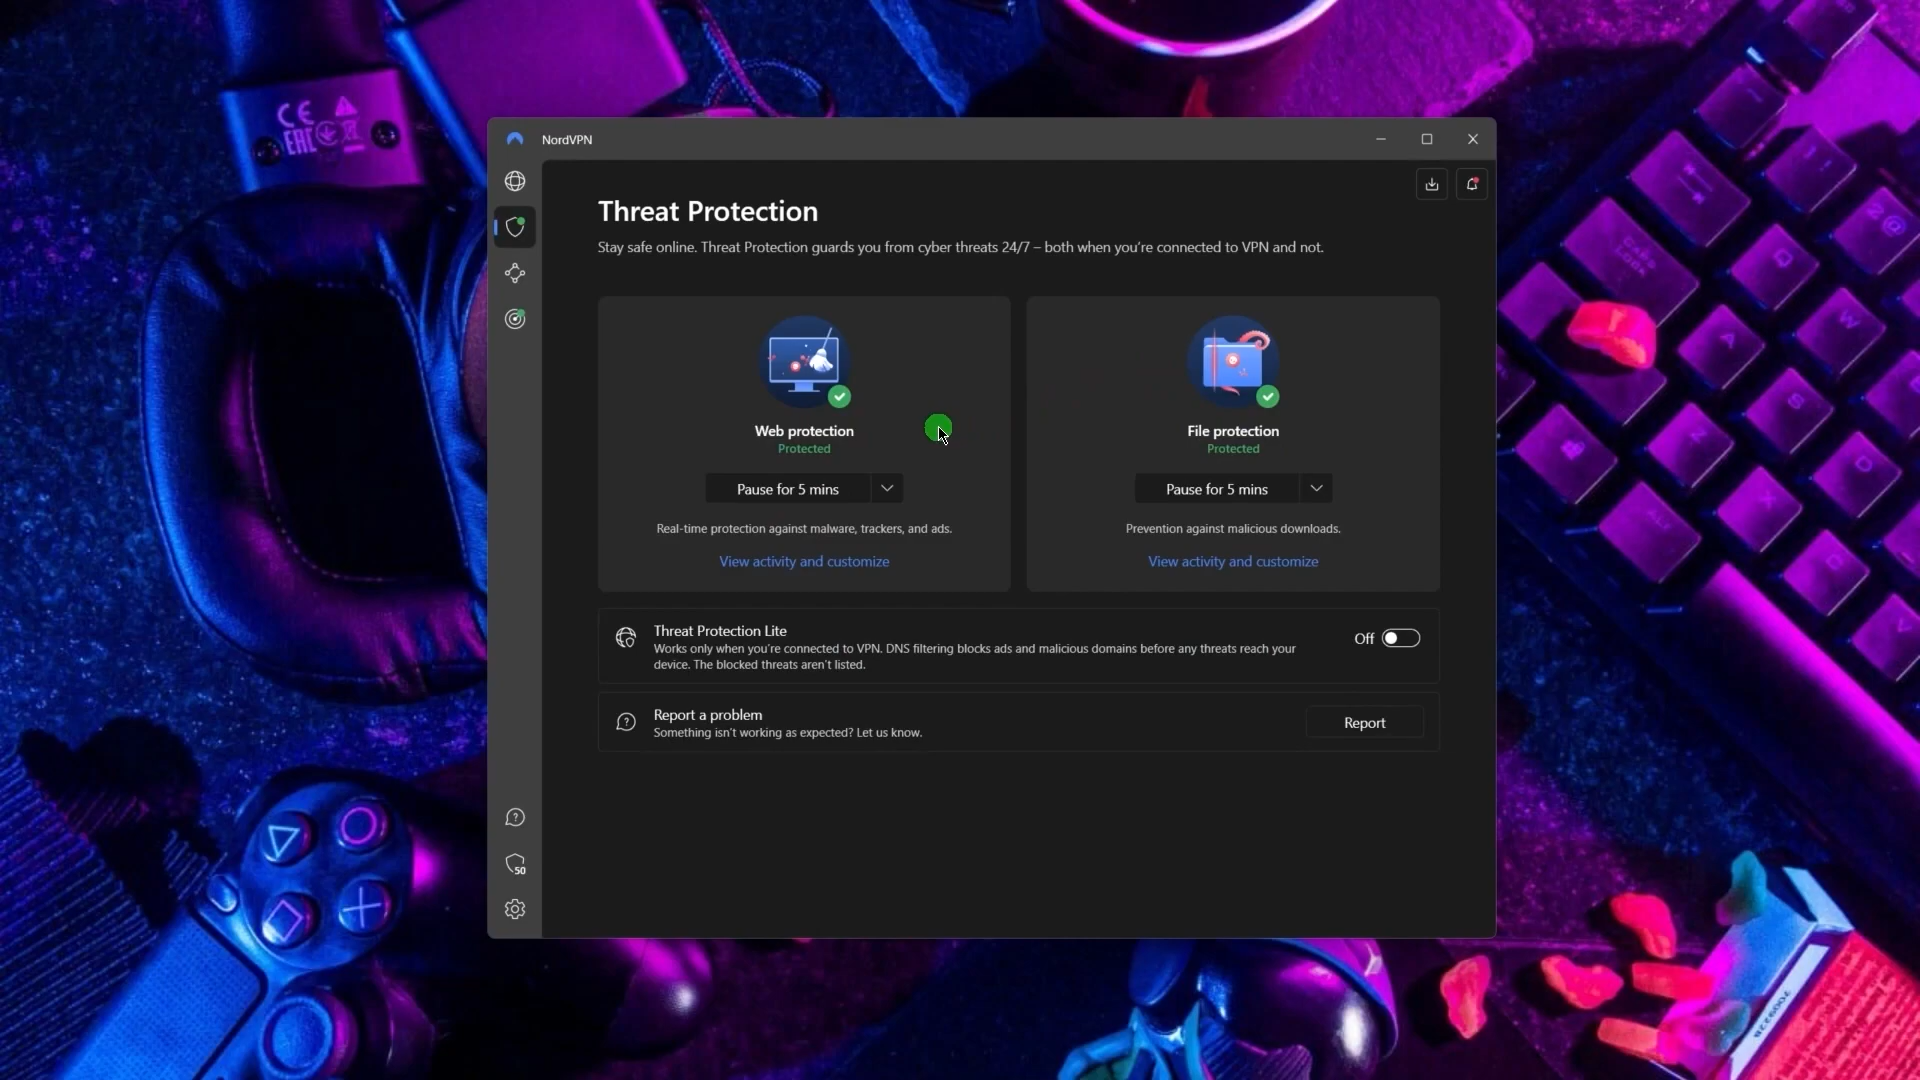 NordVPN
Threat Protection
Stay safe online. Threat Protection guards you from cyber threats 24/7 – both when you're connected to VPN and not.
Web protection
Protected
Pause for 5 mins
Real-time protection against malware, trackers, and ads.
View activity and customize
File protection
Protected
Pause for 5 mins
Prevention against malicious downloads.
View activity and customize
Threat Protection Lite
Works only when you're connected to VPN. DNS filtering blocks ads and malicious domains before any threats reach your
device. The blocked threats aren't listed.
Off
Report a problem
Something isn't working as expected? Let us know.
Report
50
CE
EAC
Caps
Lock
2@
Q
W
A
S
Z
X
D
C
V
ALT